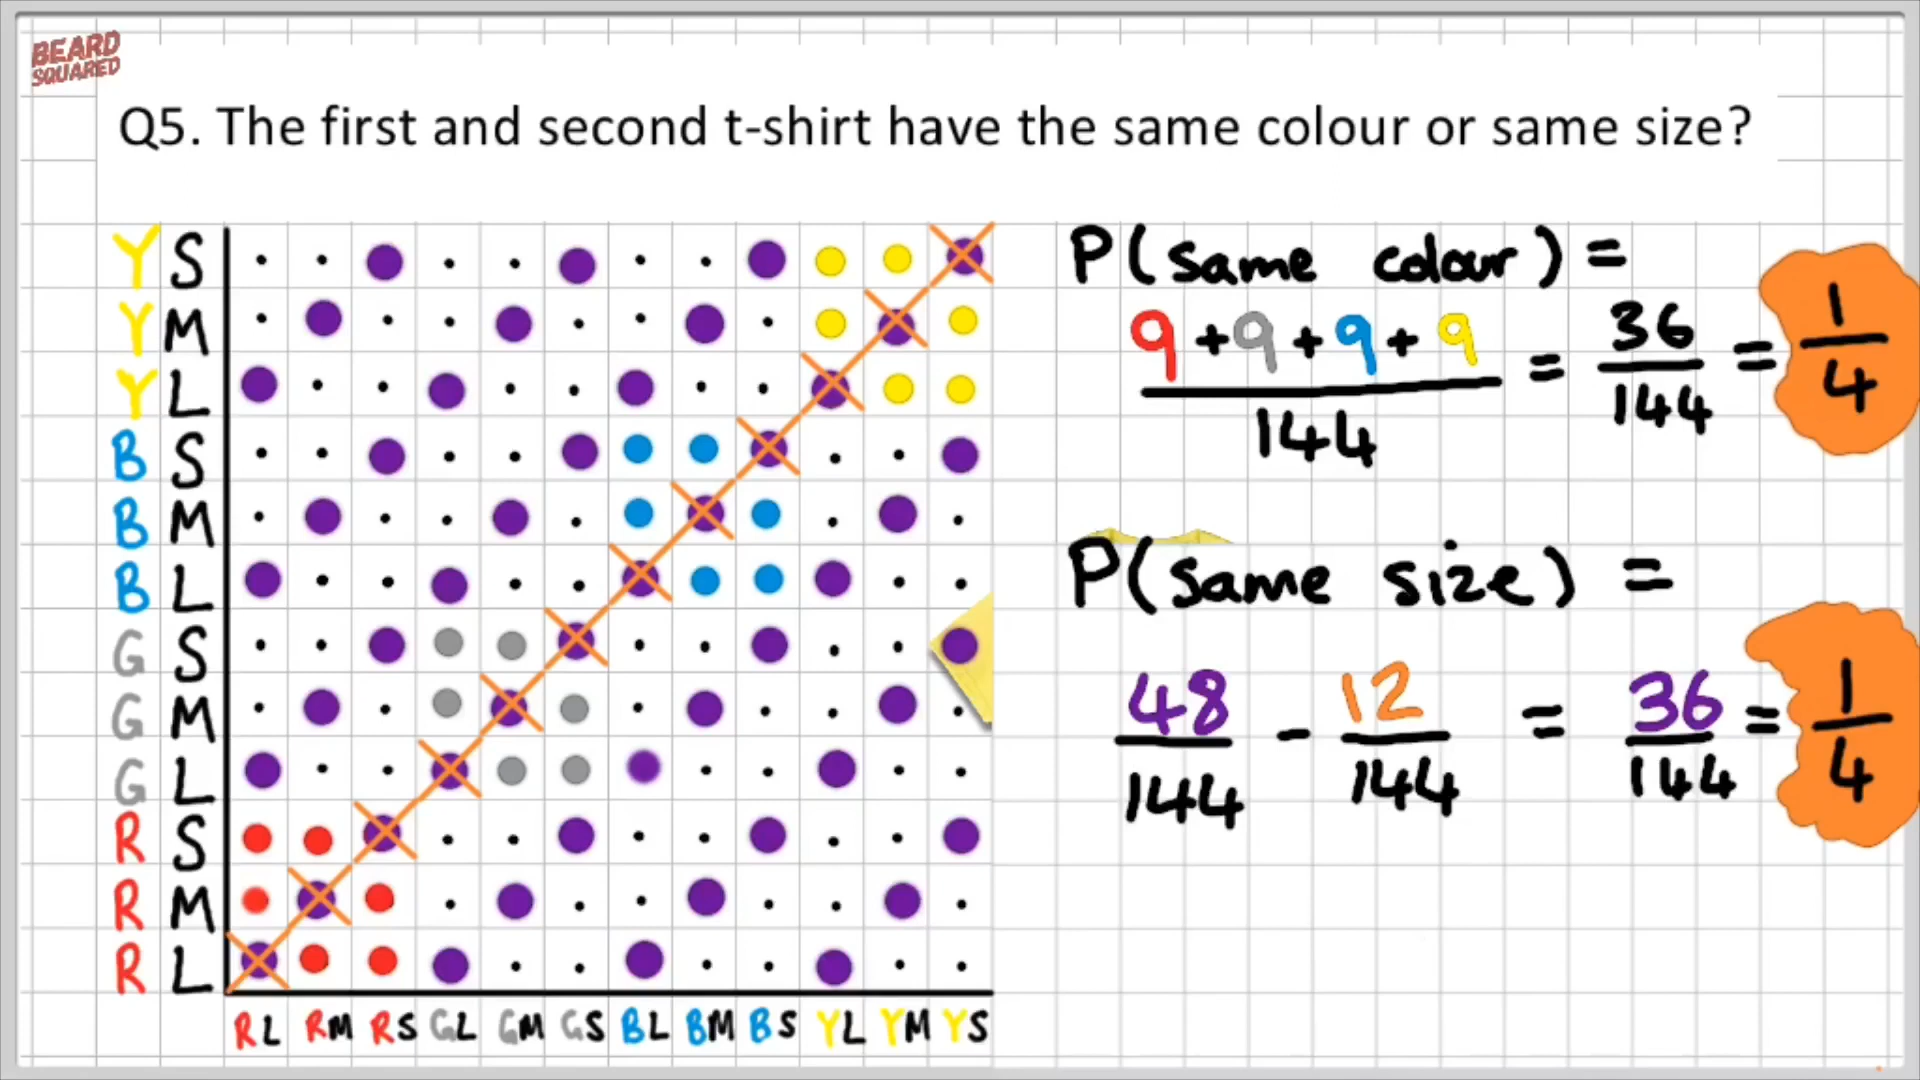 BEARD
SQUARED
Q5. The first and second t-shirt have the same colour or same size?
Y S
Y M
Y L
B S
B M
B L
G S
G M
G L
R S
R M
R L
RL RM RS GL GM GS BL BM BS YL YM YS
P(same colour) =
9 + 9 + 9 + 9
144
= 36
144
= 1
4
P(same size) =
48
144
- 12
144
= 36
144
= 1
4